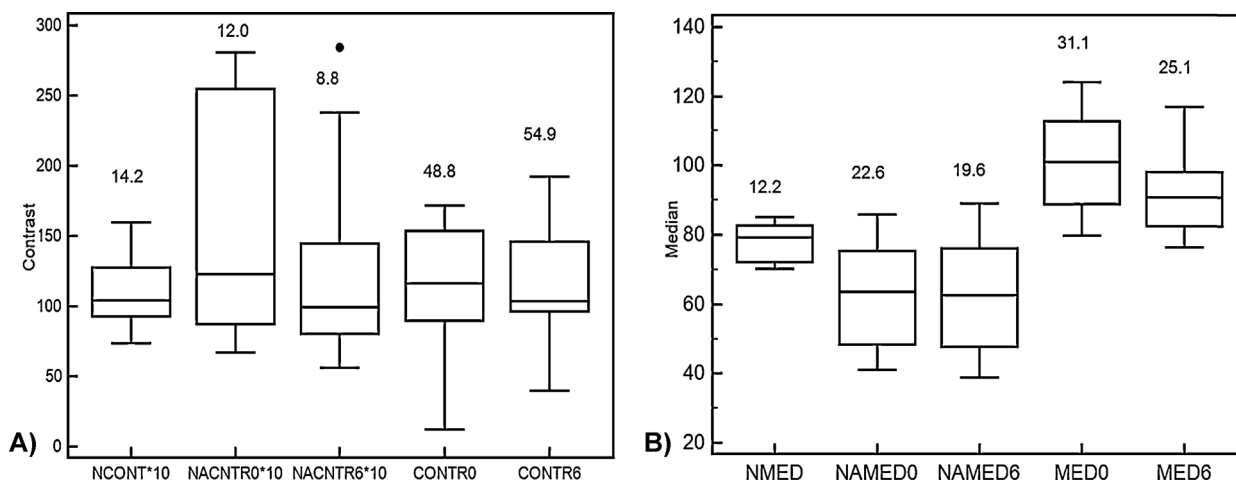 300
250
200
150
100
50
0
Contrast
14.2
12.0
8.8
48.8
54.9
NCONT*10
NACNTR0*10
NACNTR6*10
CONTR0
CONTR6
A)
140
120
100
80
60
40
20
Median
12.2
22.6
19.6
31.1
25.1
NMED
NAMED0
NAMED6
MED0
MED6
B)